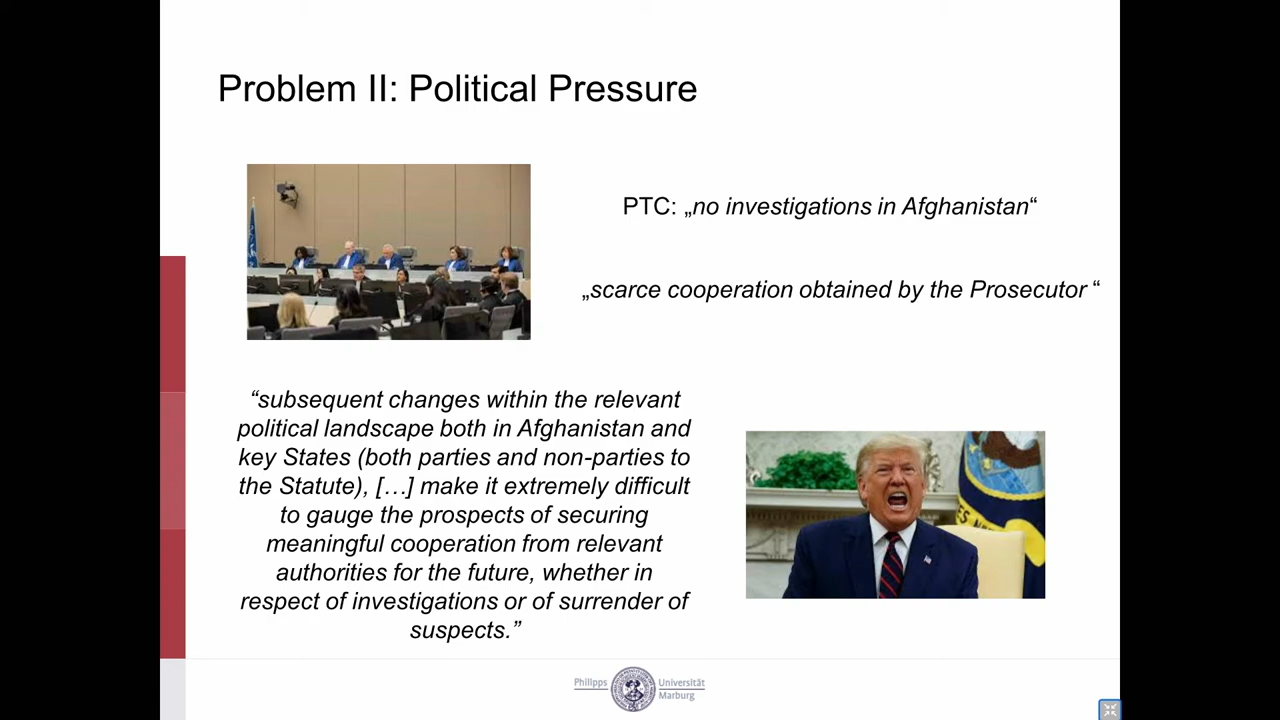 Problem II: Political Pressure
PTC: „no investigations in Afghanistan“
„scarce cooperation obtained by the Prosecutor “
“subsequent changes within the relevant
political landscape both in Afghanistan and
key States (both parties and non-parties to
the Statute), […] make it extremely difficult
to gauge the prospects of securing
meaningful cooperation from relevant
authorities for the future, whether in
respect of investigations or of surrender of
suspects.”
Philipps Universität
Marburg